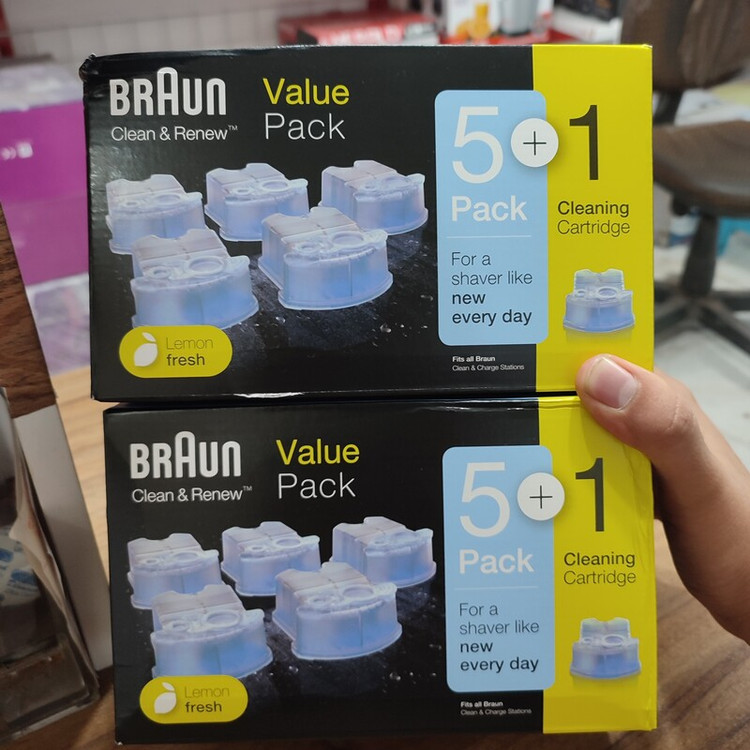 BRAUN
Clean & Renew™
Value
Pack
5 + 1
Pack
Cleaning
Cartridge
For a
shaver like
new
every day
Lemon
fresh
Fits all Braun
Clean & Charge Stations
BRAUN
Clean & Renew™
Value
Pack
5 + 1
Pack
Cleaning
Cartridge
For a
shaver like
new
every day
Lemon
fresh
Fits all Braun
Clean & Charge Stations